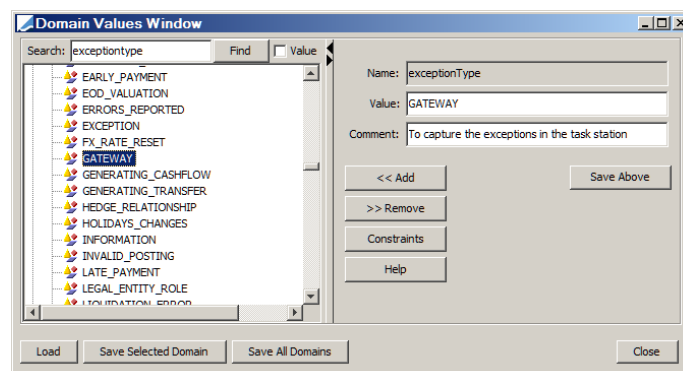 Domain Values Window
Search: exceptiontype Find Value
EARLY_PAYMENT
EOD_VALUATION
ERRORS_REPORTED
EXCEPTION
FX_RATE_RESET
GATEWAY
GENERATING_CASHFLOW
GENERATING_TRANSFER
HEDGE_RELATIONSHIP
HOLIDAYS_CHANGES
INFORMATION
INVALID_POSTING
LATE_PAYMENT
LEGAL_ENTITY_ROLE
LIQUIDATION_ERROR
Name: exceptionType
Value: GATEWAY
Comment: To capture the exceptions in the task station
<< Add Save Above
>> Remove
Constraints
Help
Load Save Selected Domain Save All Domains Close